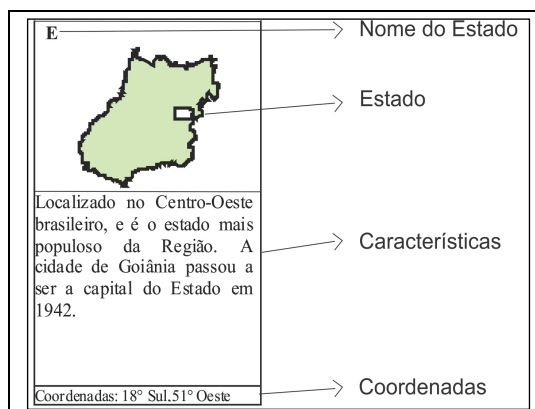 E
Nome do Estado
Estado
Localizado no Centro-Oeste
brasileiro, e é o estado mais
populoso da Região. A
cidade de Goiânia passou a
ser a capital do Estado em
1942.
Características
Coordenadas: 18° Sul,51° Oeste
Coordenadas